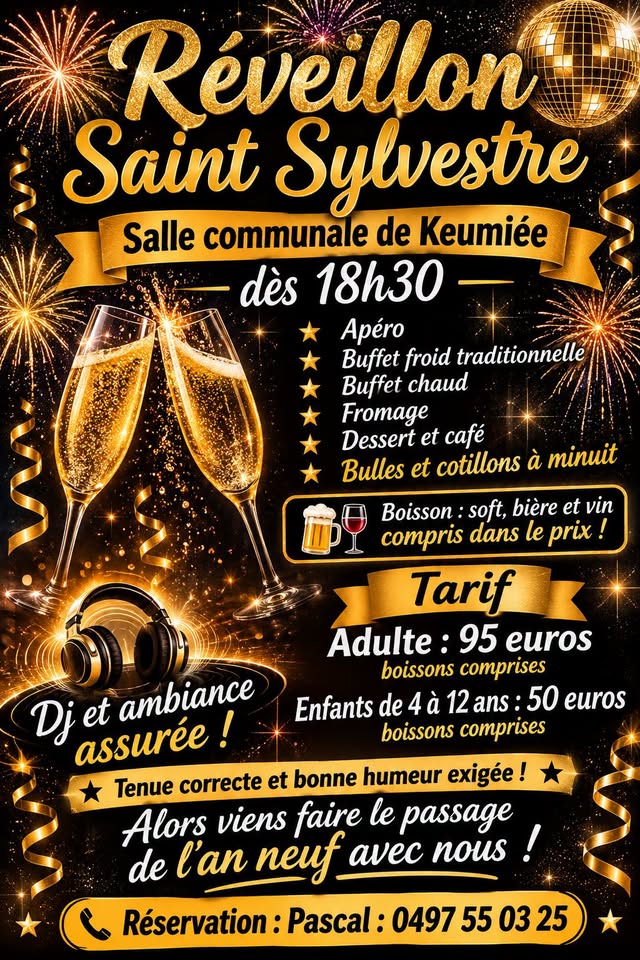 Réveillon
Saint Sylvestre
Salle communale de Keumiée
dès 18h30
Apéro
Buffet froid traditionnelle
Buffet chaud
Fromage
Dessert et café
Bulles et cotillons à minuit
Boisson : soft, bière et vin
compris dans le prix !
Tarif
Adulte : 95 euros
boissons comprises
Enfants de 4 à 12 ans : 50 euros
boissons comprises
Dj et ambiance
assurée !
Tenue correcte et bonne humeur exigée !
Alors viens faire le passage
de l'an neuf avec nous !
Réservation : Pascal : 0497 55 03 25